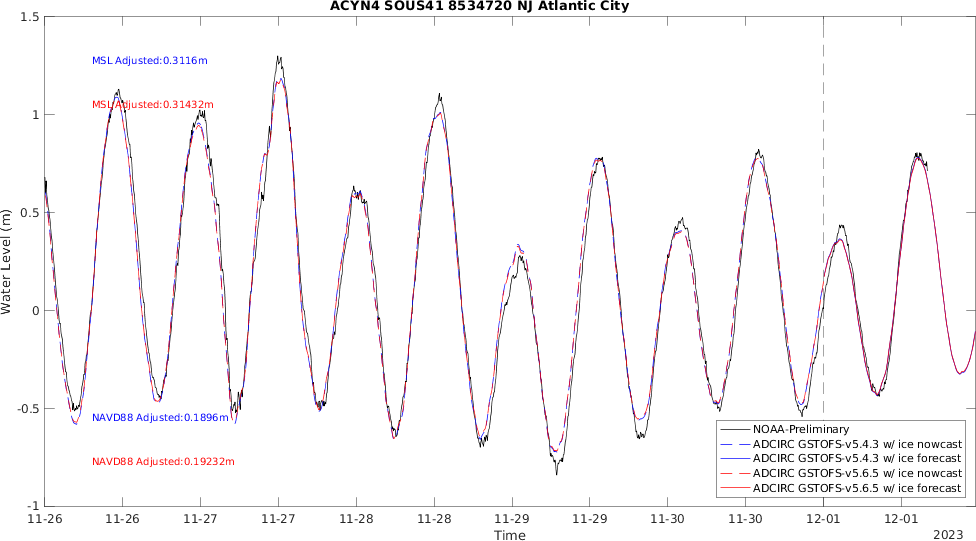 ACYN4 SOUS41 8534720 NJ Atlantic City
1.5
MSL Adjusted:0.3116m
MSL Adjusted:0.31432m
1
0.5
Water Level (m)
0
-0.5
NAVD88 Adjusted:0.1896m
NAVD88 Adjusted:0.19232m
NOAA-Preliminary
ADCIRC GSTOFS-v5.4.3 w/ ice nowcast
ADCIRC GSTOFS-v5.4.3 w/ ice forecast
ADCIRC GSTOFS-v5.6.5 w/ ice nowcast
ADCIRC GSTOFS-v5.6.5 w/ ice forecast
-1
11-26 11-26 11-27 11-27 11-28 11-28 11-29 11-29 11-30 11-30 12-01 12-01
Time
2023